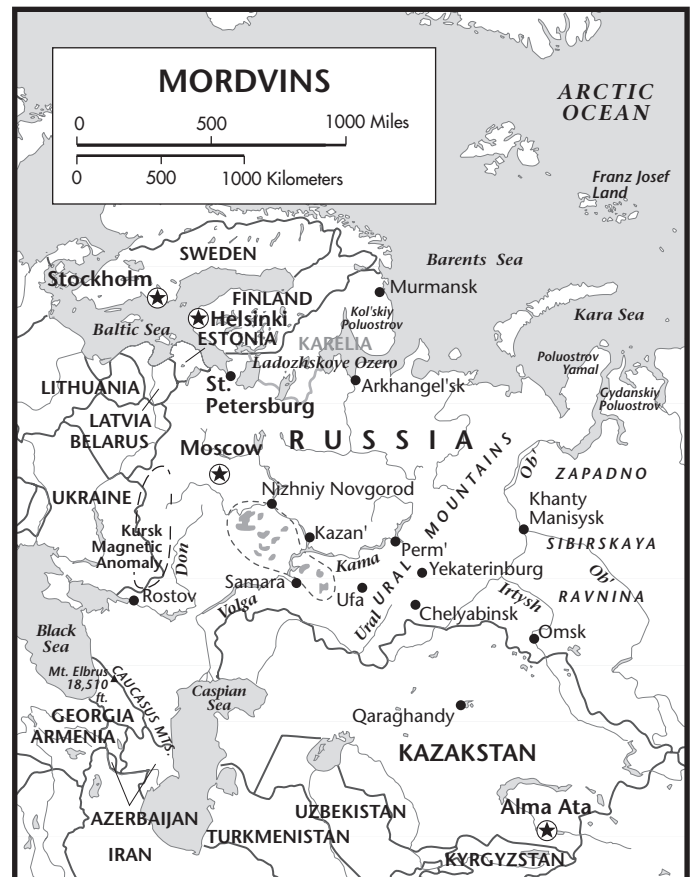 MORDVINS
0 500 1000 Miles
0 500 1000 Kilometers
ARCTIC
OCEAN
Franz Josef
Land
SWEDEN
Barents Sea
Stockholm
Murmansk
FINLAND
Helsinki
Kol'skiy
Poluostrov
Kara Sea
Baltic Sea
ESTONIA
KARELIA
Ladozhskoye Ozero
Poluostrov
Yamal
LITHUANIA
St.
Petersburg
Arkhangel'sk
Gydanskiy
Poluostrov
LATVIA
BELARUS
Moscow
RUSSIA
Ob'
ZAPADNO
UKRAINE
Nizhniy Novgorod
Khanty
Manisysk
Kursk
Magnetic
Anomaly
Don
Kazan'
Perm'
URAL MOUNTAINS
SIBIRSKAYA
Kama
Yekaterinburg
Ob'
Samara
Ufa
Irtysh
RAVNINA
Rostov
Volga
Ural
Chelyabinsk
Omsk
Black
Sea
Mt. Elbrus
18,510
ft.
CAUCASUS MTS.
Caspian
Sea
GEORGIA
Qaraghandy
ARMENIA
KAZAKSTAN
AZERBAIJAN
UZBEKISTAN
Alma Ata
TURKMENISTAN
IRAN
KYRGYZSTAN